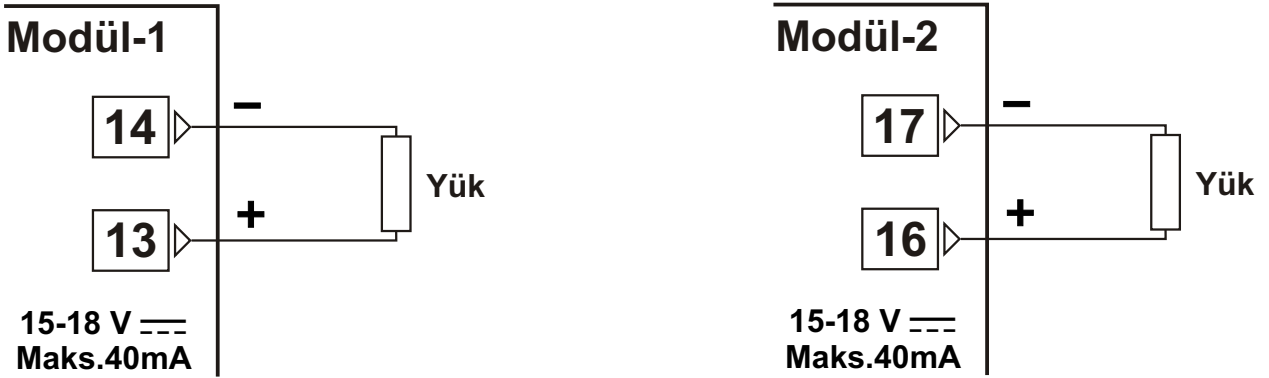 Modül-1
14
−
Yük
13
+
15-18 V ⎓
Maks.40mA
Modül-2
17
−
Yük
16
+
15-18 V ⎓
Maks.40mA